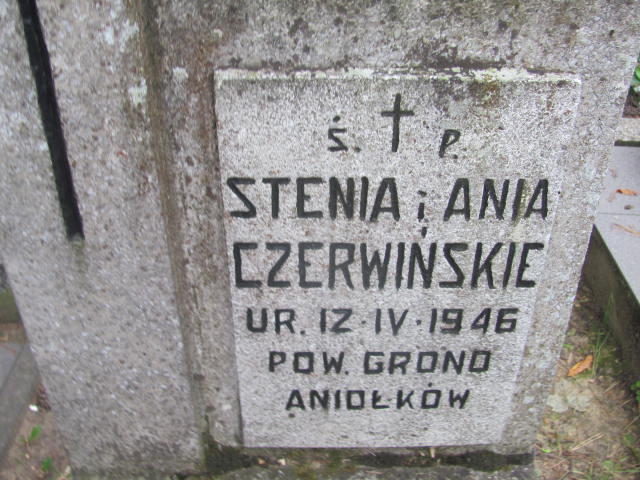 Ś. † P.
STENIA i ANIA
CZERWIŃSKIE
UR. 12·IV·1946
POW. GRONO
ANIOŁKÓW